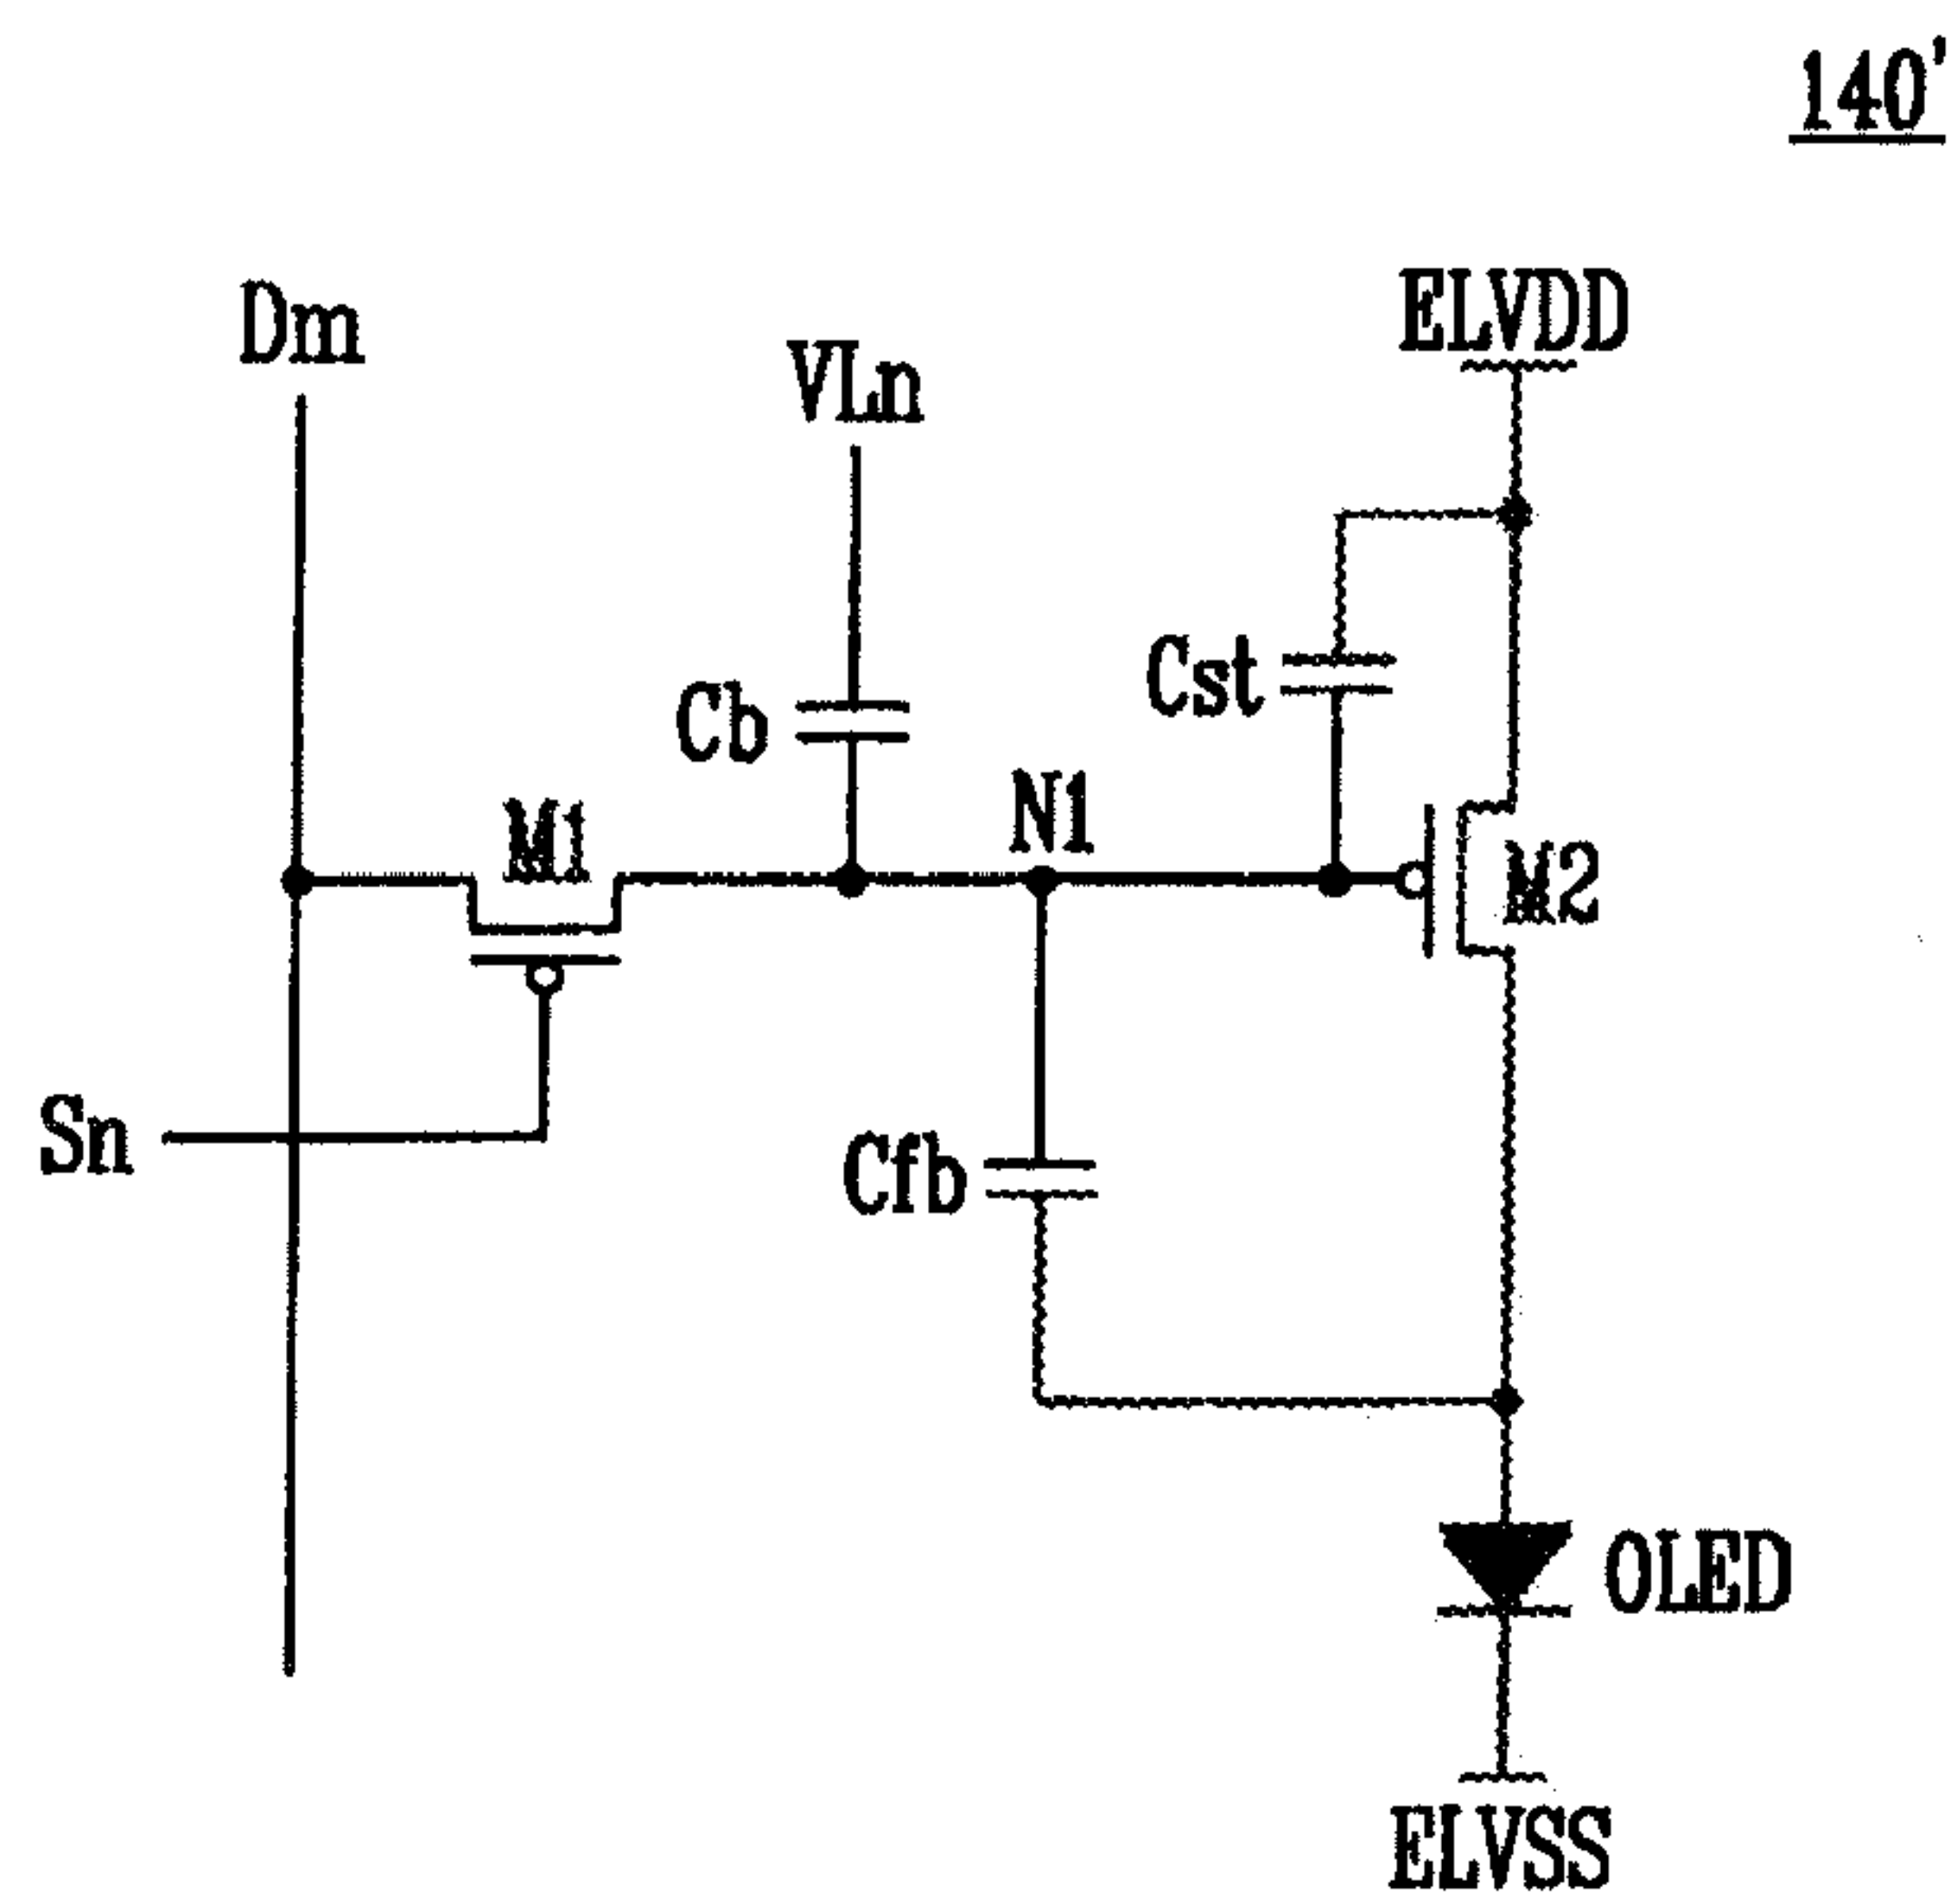 140'
Dm
ELVDD
VLn
Cst
Cb
N1
M1
M2
Sn
Cfb
OLED
ELVSS